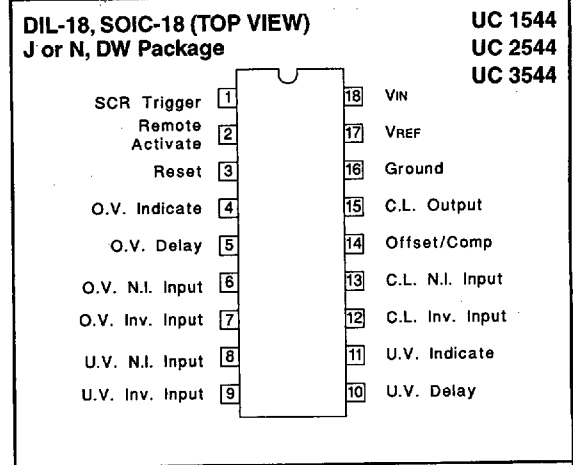 DIL-18, SOIC-18 (TOP VIEW)
J or N, DW Package
UC 1544
UC 2544
UC 3544
SCR Trigger 1
Remote Activate 2
Reset 3
O.V. Indicate 4
O.V. Delay 5
O.V. N.I. Input 6
O.V. Inv. Input 7
U.V. N.I. Input 8
U.V. Inv. Input 9
18 VIN
17 VREF
16 Ground
15 C.L. Output
14 Offset/Comp
13 C.L. N.I. Input
12 C.L. Inv. Input
11 U.V. Indicate
10 U.V. Delay